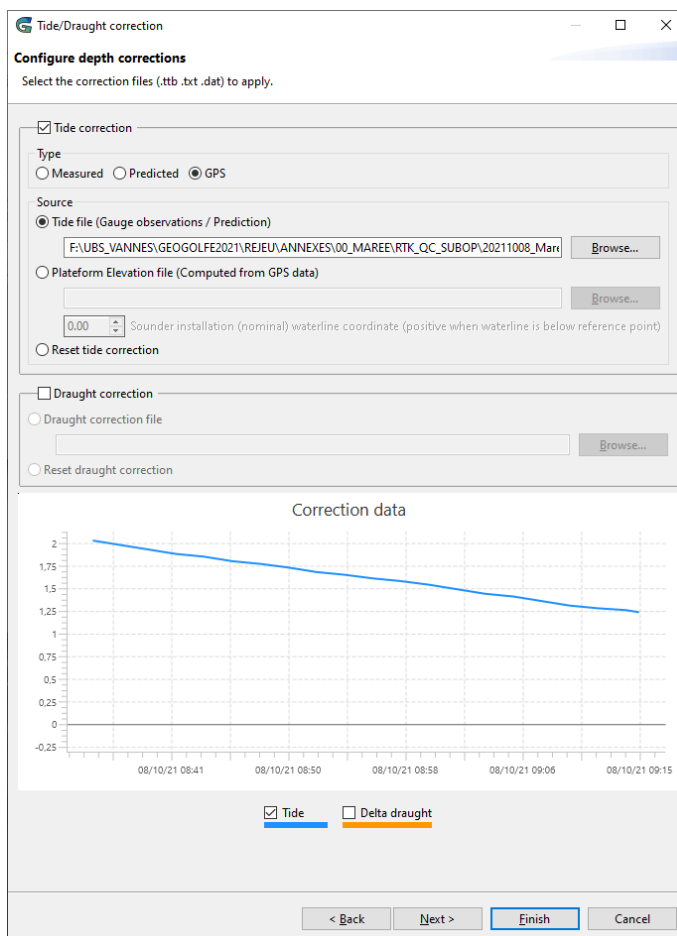 Tide/Draught correction
Configure depth corrections
Select the correction files (.ttb .txt .dat) to apply.
Tide correction
Type
Measured Predicted GPS
Source
Tide file (Gauge observations / Prediction)
F:\UBS_VANNES\GEOGOLFE2021\REJEU\ANNEXES\00_MAREE\RTK_QC_SUBOP\20211008_Mare Browse...
Plateform Elevation file (Computed from GPS data)
Browse...
0.00 Sounder installation (nominal) waterline coordinate (positive when waterline is below reference point)
Reset tide correction
Draught correction
Draught correction file
Browse...
Reset draught correction
Correction data
2
1,75
1,5
1,25
1
0,75
0,5
0,25
0
-0,25
08/10/21 08:41 08/10/21 08:50 08/10/21 08:58 08/10/21 09:06 08/10/21 09:15
Tide Delta draught
< Back Next > Finish Cancel